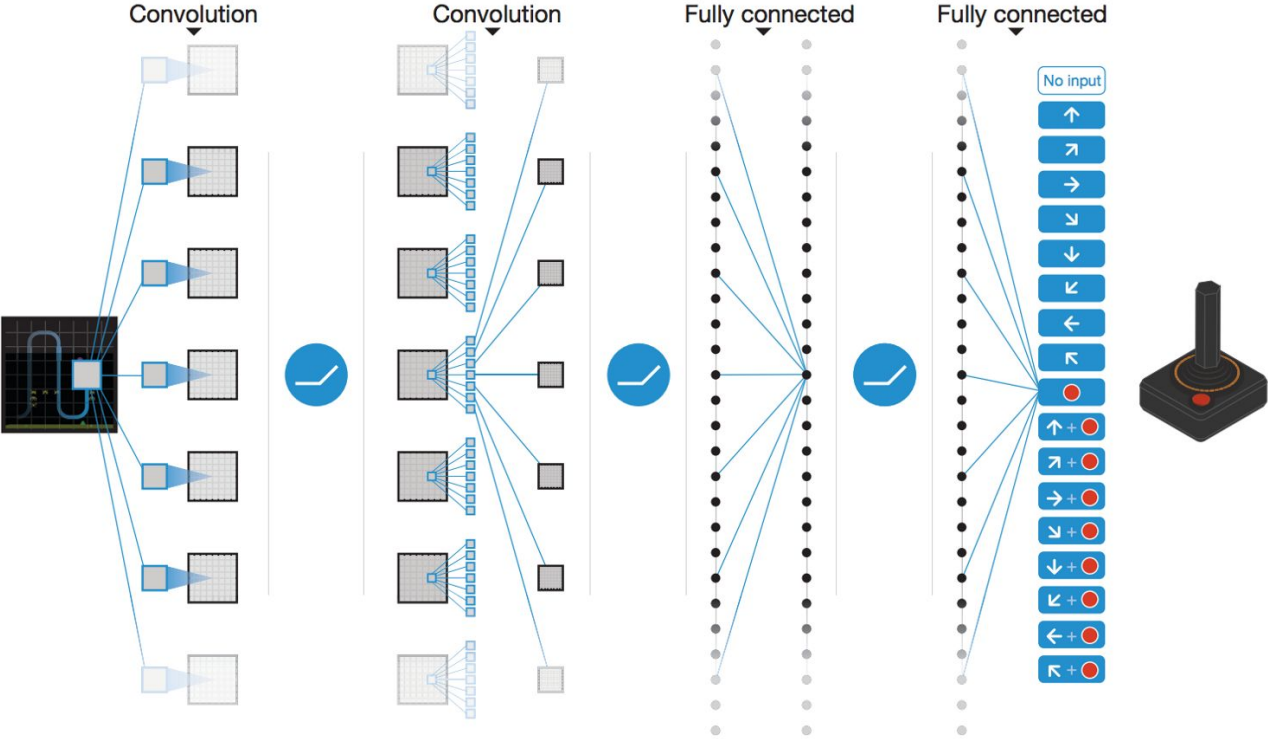 Convolution
Convolution
Fully connected
Fully connected
No input
+
+
+
+
+
+
+
+